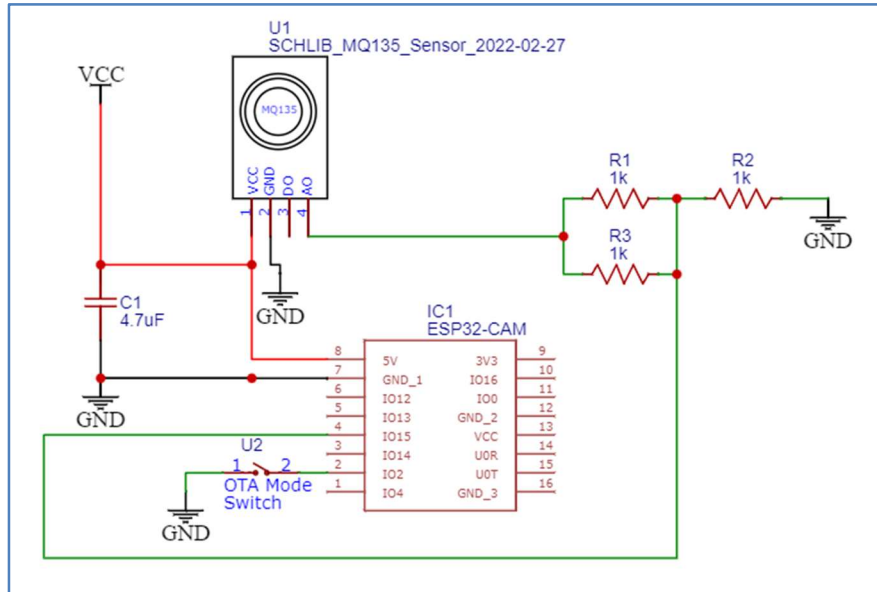 U1
SCHLIB_MQ135_Sensor_2022-02-27
VCC
MQ135
VCC
GND
DO
AO
1
2
3
4
R1
1k
R2
1k
R3
1k
GND
GND
C1
4.7uF
GND
IC1
ESP32-CAM
8 5V 3V3 9
7 GND_1 IO16 10
6 IO12 IO0 11
5 IO13 GND_2 12
4 IO15 VCC 13
3 IO14 U0R 14
2 IO2 U0T 15
1 IO4 GND_3 16
U2
1 2
OTA Mode
Switch
GND